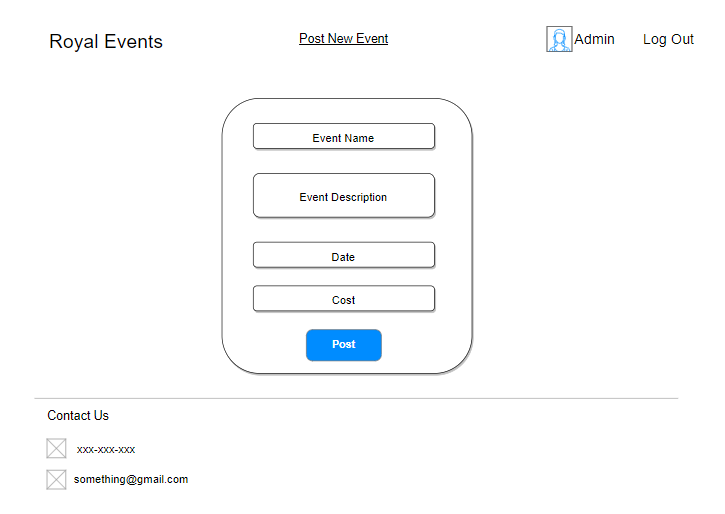 Royal Events
Post New Event
Admin
Log Out
Event Name
Event Description
Date
Cost
Post
Contact Us
xxx-xxx-xxx
something@gmail.com